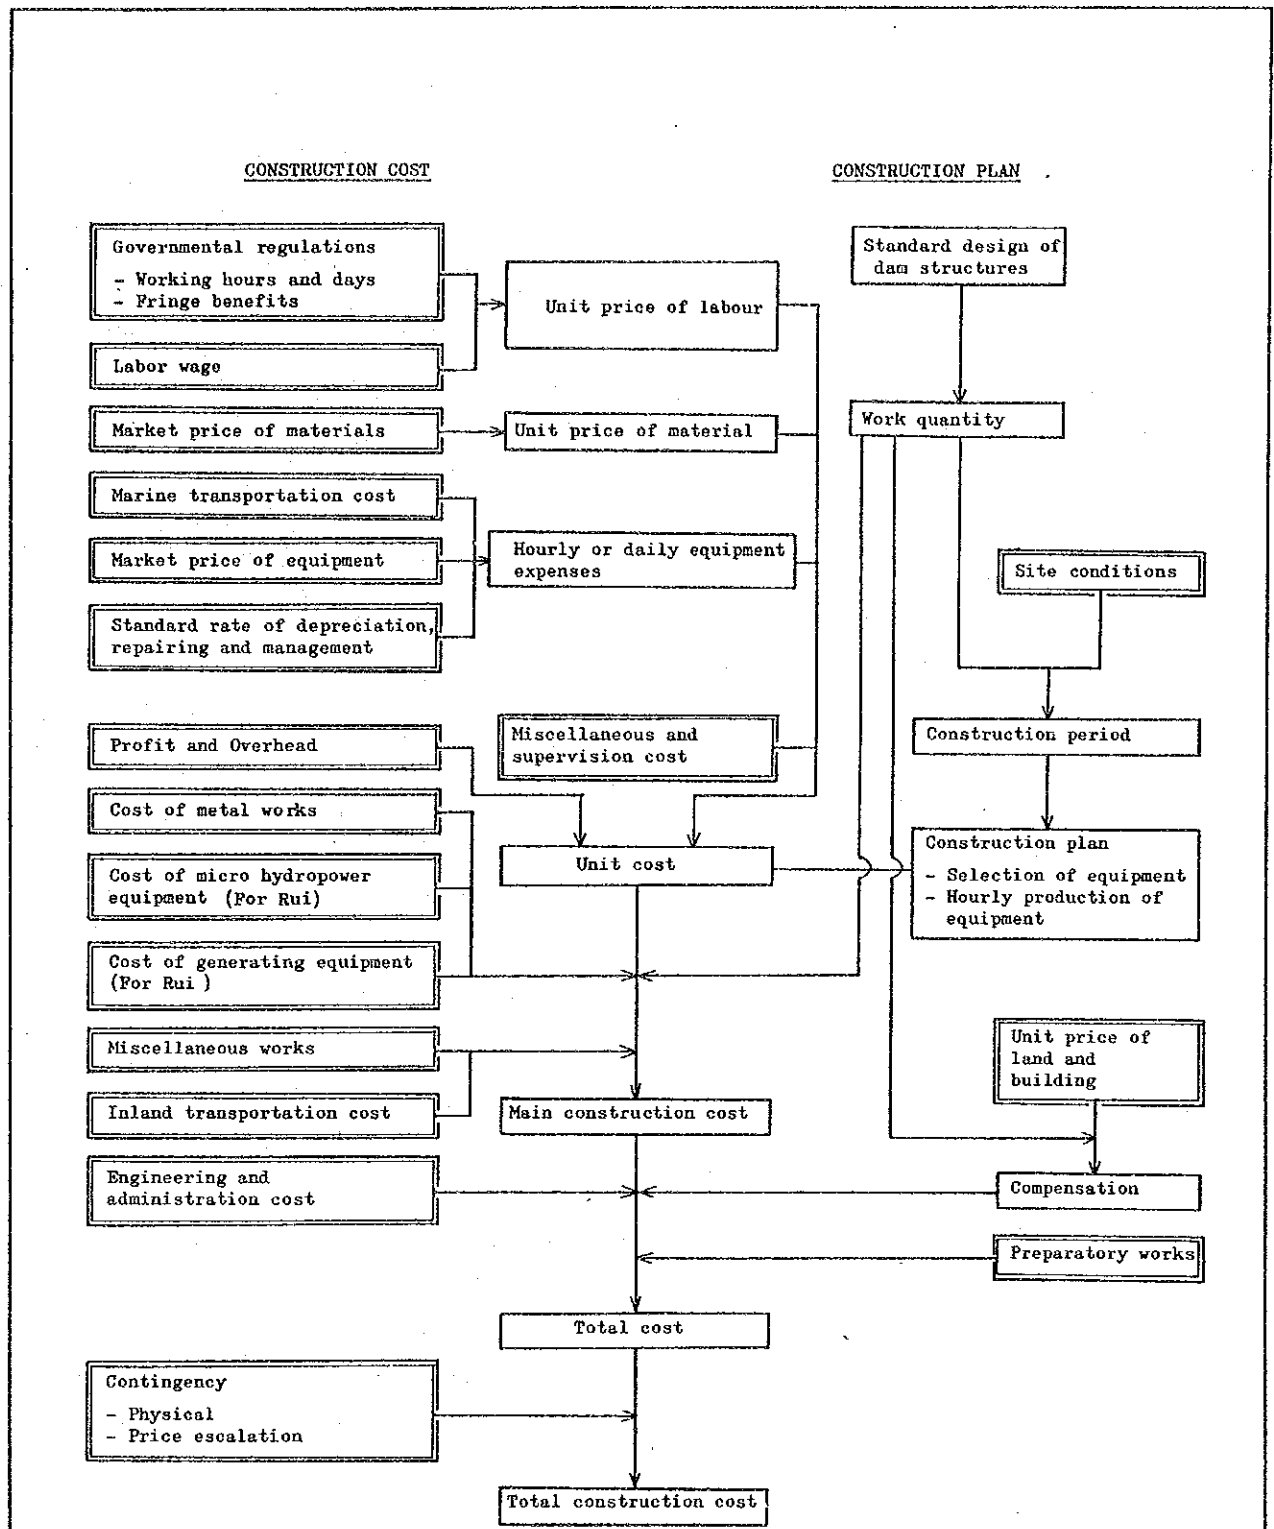 CONSTRUCTION COST
CONSTRUCTION PLAN
Governmental regulations
- Working hours and days
- Fringe benefits
Labor wage
Unit price of labour
Standard design of
dam structures
Market price of materials
Unit price of material
Work quantity
Marine transportation cost
Market price of equipment
Standard rate of depreciation,
repairing and management
Hourly or daily equipment
expenses
Site conditions
Profit and Overhead
Miscellaneous and
supervision cost
Construction period
Cost of metal works
Cost of micro hydropower
equipment (For Rui)
Unit cost
Construction plan
- Selection of equipment
- Hourly production of
equipment
Cost of generating equipment
(For Rui )
Miscellaneous works
Inland transportation cost
Main construction cost
Unit price of
land and
building
Engineering and
administration cost
Compensation
Preparatory works
Total cost
Contingency
- Physical
- Price escalation
Total construction cost